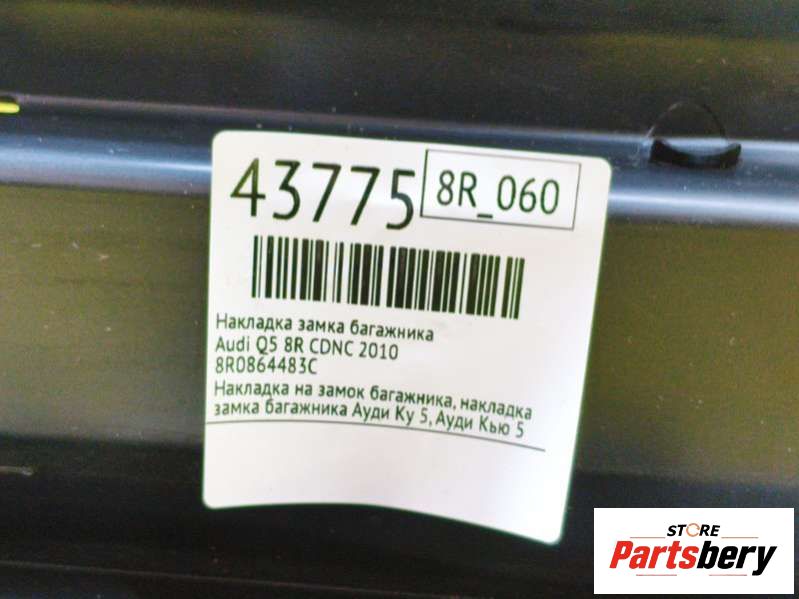 43775
8R_060
Накладка замка багажника
Audi Q5 8R CDNC 2010
8R0864483C
Накладка на замок багажника, накладка
замка багажника Ауди Ку 5, Ауди Кью 5
STORE
Partsbery